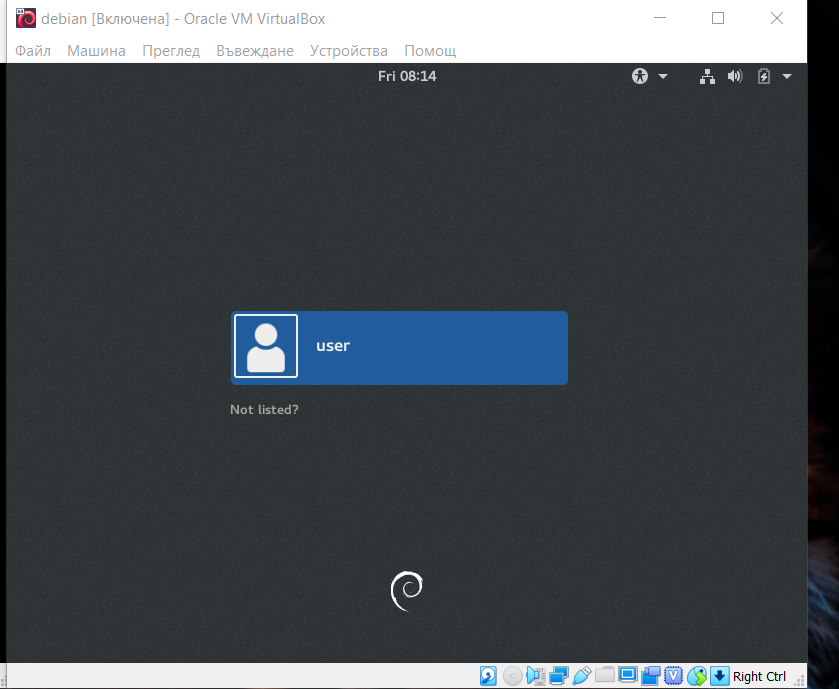 debian [Включена] - Oracle VM VirtualBox
Файл Машина Преглед Въвеждане Устройства Помощ
Fri 08:14
user
Not listed?
Right Ctrl